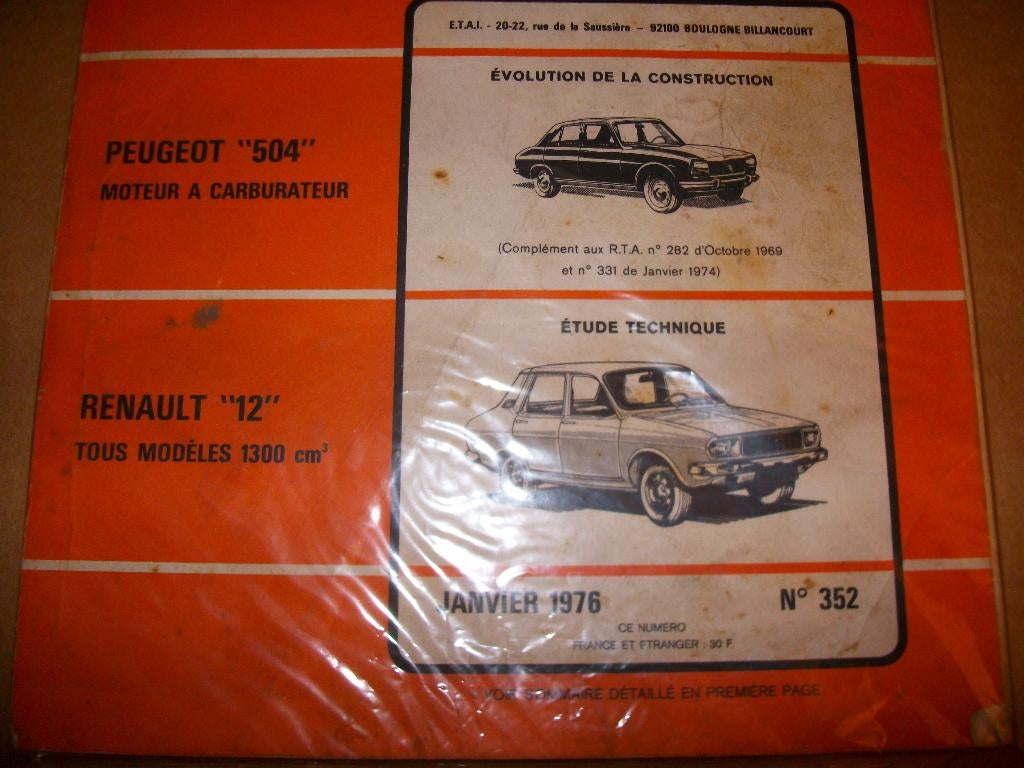 E.T.A.I. - 20-22, rue de la Saussière - 92100 BOULOGNE BILLANCOURT
ÉVOLUTION DE LA CONSTRUCTION
PEUGEOT "504"
MOTEUR A CARBURATEUR
(Complément aux R.T.A. n° 282 d'Octobre 1969
et n° 331 de Janvier 1974)
ÉTUDE TECHNIQUE
RENAULT "12"
TOUS MODÈLES 1300 cm³
JANVIER 1976
N° 352
CE NUMERO
FRANCE ET ETRANGER : 30 F
VOIR SOMMAIRE DÉTAILLÉ EN PREMIÈRE PAGE